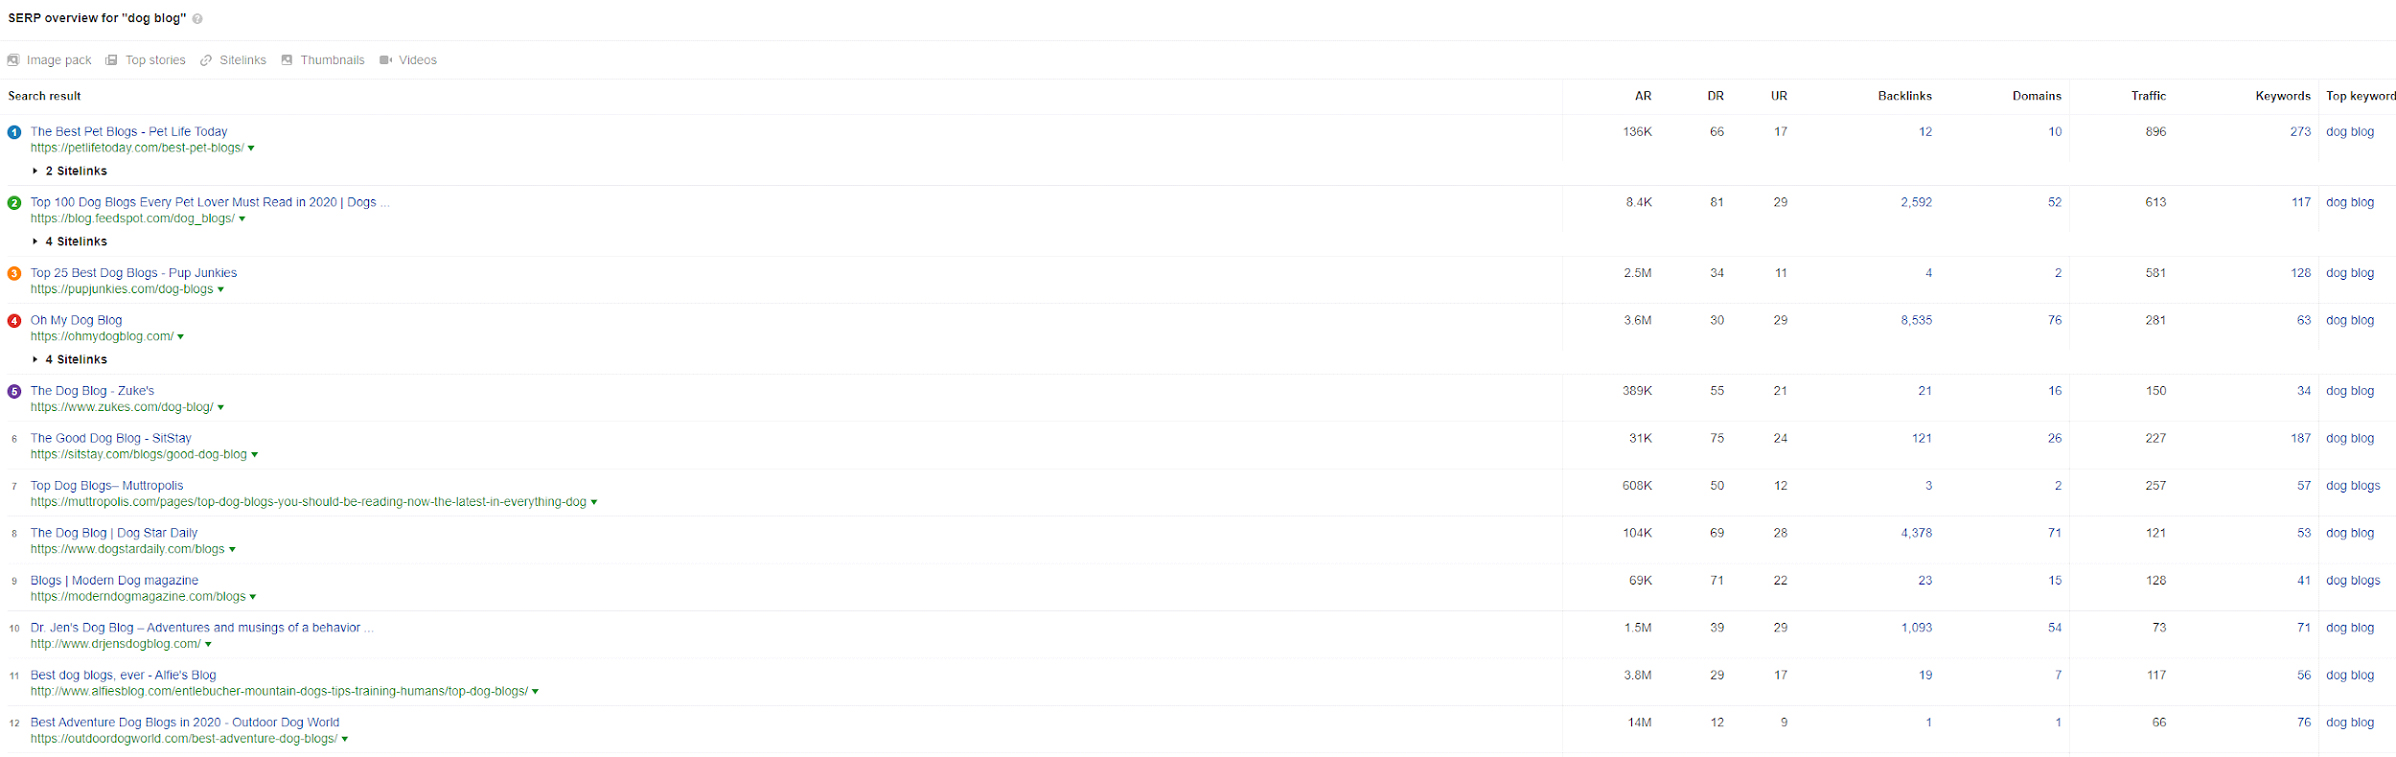 SERP overview for "dog blog" ?
Image pack Top stories Sitelinks Thumbnails Videos
Search result AR DR UR Backlinks Domains Traffic Keywords Top keyword
1 The Best Pet Blogs - Pet Life Today 136K 66 17 12 10 896 273 dog blog
https://petlifetoday.com/best-pet-blogs/
2 Sitelinks
2 Top 100 Dog Blogs Every Pet Lover Must Read in 2020 | Dogs ... 8.4K 81 29 2,592 52 613 117 dog blog
https://blog.feedspot.com/dog_blogs/
4 Sitelinks
3 Top 25 Best Dog Blogs - Pup Junkies 2.5M 34 11 4 2 581 128 dog blog
https://pupjunkies.com/dog-blogs
4 Oh My Dog Blog 3.6M 30 29 8,535 76 281 63 dog blog
https://ohmydogblog.com/
4 Sitelinks
5 The Dog Blog - Zuke's 389K 55 21 21 16 150 34 dog blog
https://www.zukes.com/dog-blog/
6 The Good Dog Blog - SitStay 31K 75 24 121 26 227 187 dog blog
https://sitstay.com/blogs/good-dog-blog
7 Top Dog Blogs– Muttropolis 608K 50 12 3 2 257 57 dog blogs
https://muttropolis.com/pages/top-dog-blogs-you-should-be-reading-now-the-latest-in-everything-dog
8 The Dog Blog | Dog Star Daily 104K 69 28 4,378 71 121 53 dog blog
https://www.dogstardaily.com/blogs
9 Blogs | Modern Dog magazine 69K 71 22 23 15 128 41 dog blogs
https://moderndogmagazine.com/blogs
10 Dr. Jen's Dog Blog – Adventures and musings of a behavior ... 1.5M 39 29 1,093 54 73 71 dog blog
http://www.drjensdogblog.com/
11 Best dog blogs, ever - Alfie's Blog 3.8M 29 17 19 7 117 56 dog blog
http://www.alfiesblog.com/entlebucher-mountain-dogs-tips-training-humans/top-dog-blogs/
12 Best Adventure Dog Blogs in 2020 - Outdoor Dog World 14M 12 9 1 1 66 76 dog blog
https://outdoordogworld.com/best-adventure-dog-blogs/